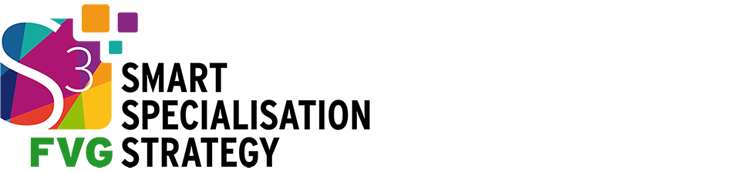 S3
SMART
SPECIALISATION
FVG STRATEGY